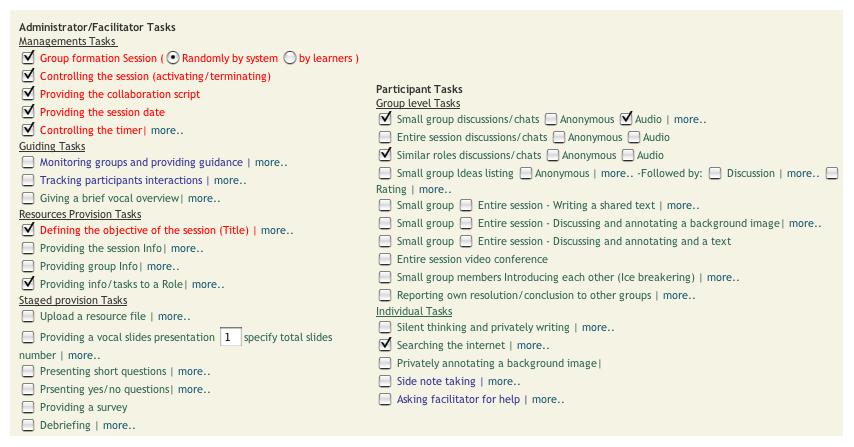 Administrator/Facilitator Tasks
Managements Tasks
Group formation Session ( Randomly by system by learners )
Controlling the session (activating/terminating)
Providing the collaboration script
Providing the session date
Controlling the timer| more..
Guiding Tasks
Monitoring groups and providing guidance | more..
Tracking participants interactions | more..
Giving a brief vocal overview| more..
Resources Provision Tasks
Defining the objective of the session (Title) | more..
Providing the session Info| more..
Providing group Info| more..
Providing info/tasks to a Role| more..
Staged provision Tasks
Upload a resource file | more..
Providing a vocal slides presentation 1 specify total slides
number | more..
Presenting short questions | more..
Prsenting yes/no questions| more..
Providing a survey
Debriefing | more..
Participant Tasks
Group level Tasks
Small group discussions/chats Anonymous Audio | more..
Entire session discussions/chats Anonymous Audio
Similar roles discussions/chats Anonymous Audio
Small group Ideas listing Anonymous | more.. -Followed by: Discussion | more..
Rating | more..
Small group Entire session - Writing a shared text | more..
Small group Entire session - Discussing and annotating a background image| more..
Small group Entire session - Discussing and annotating and a text
Entire session video conference
Small group members Introducing each other (Ice breakering) | more..
Reporting own resolution/conclusion to other groups | more..
Individual Tasks
Silent thinking and privately writing | more..
Searching the internet | more..
Privately annotating a background image|
Side note taking | more..
Asking facilitator for help | more..